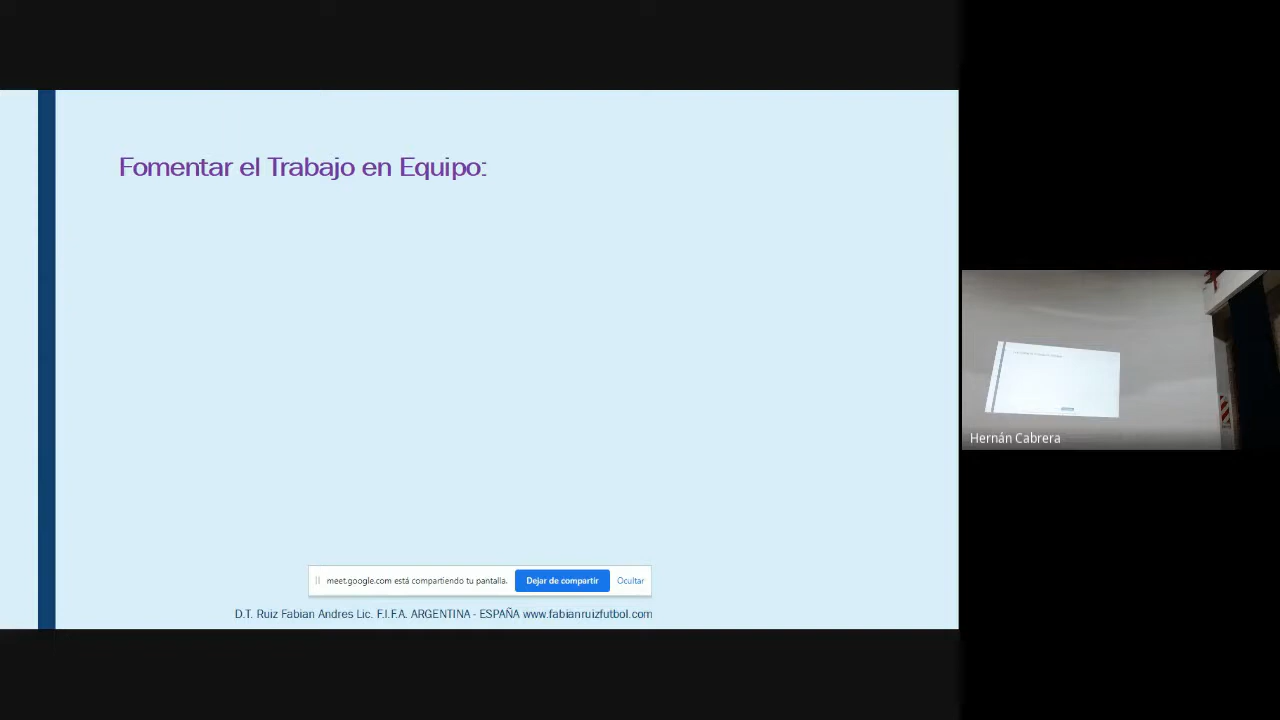 Fomentar el Trabajo en Equipo:
meet.google.com está compartiendo tu pantalla. Dejar de compartir Ocultar
D.T. Ruiz Fabian Andres Lic. F.I.F.A. ARGENTINA - ESPAÑA www.fabianruizfutbol.com
Hernán Cabrera